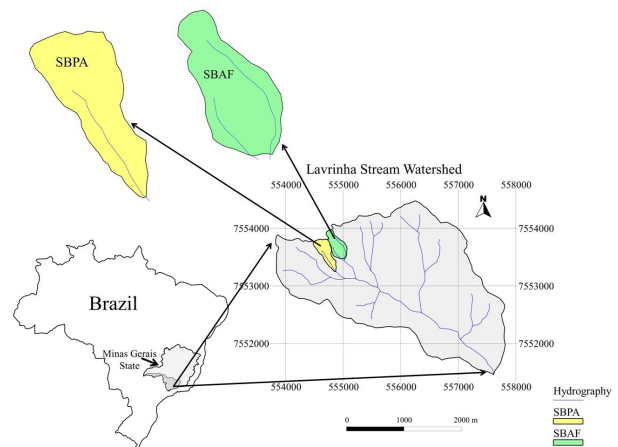 SBPA
SBAF
Lavrinha Stream Watershed
554000 555000 556000 557000 558000
N
7554000 7554000
7553000 7553000
Brazil
Minas Gerais
State
7552000 7552000
554000 555000 556000 557000 558000
Hydrography
SBPA
SBAF
0 1000 2000 m